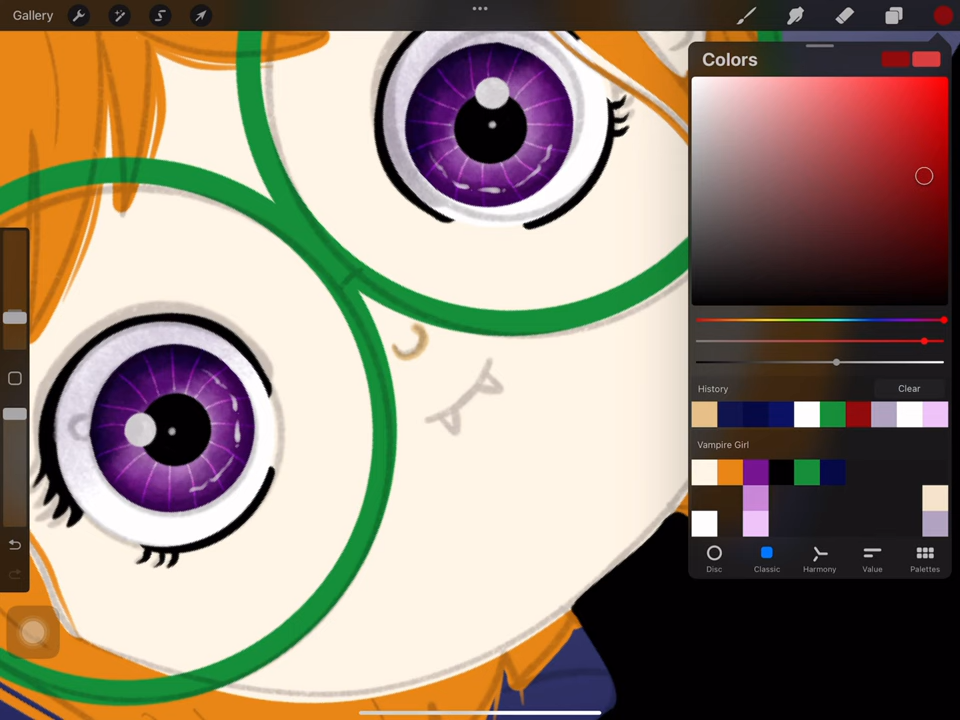 Gallery
Colors
History
Clear
Vampire Girl
Disc
Classic
Harmony
Value
Palettes